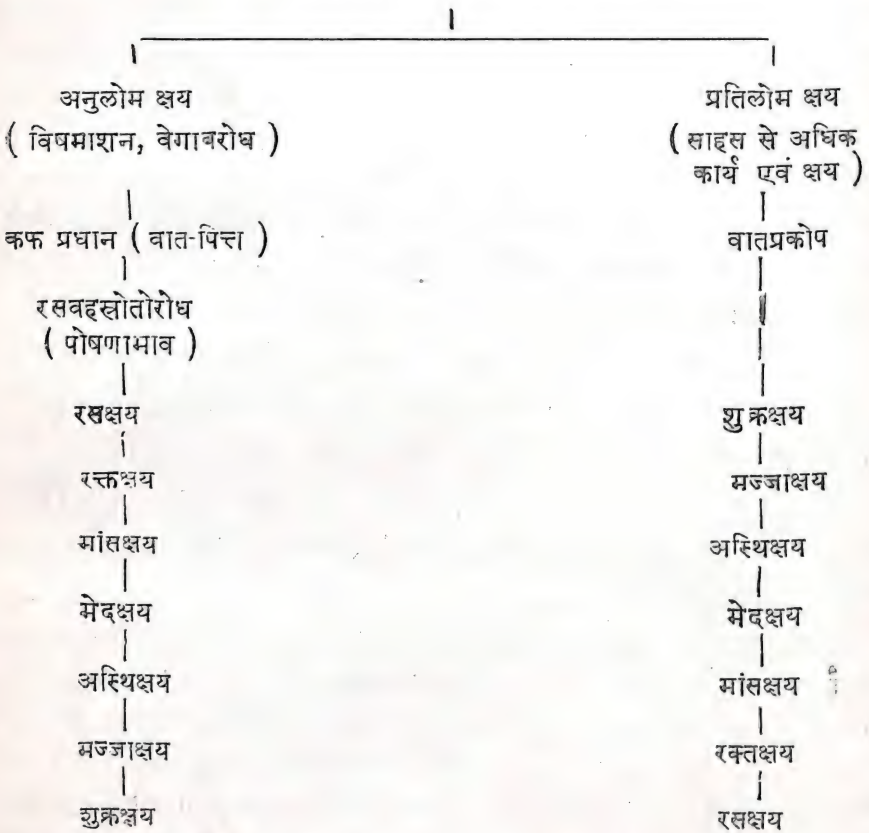 अनुलोम क्षय
( विषमाशन, वेगाबरोध )
कफ प्रधान ( वात-पित्त )
रसवहस्रोतोरोध
( पोषणाभाव )
रसक्षय
रक्तक्षय
मांसक्षय
मेदक्षय
अस्थिक्षय
मज्जाक्षय
शुक्रक्षय
प्रतिलोम क्षय
( साहस से अधिक
कार्य एवं क्षय )
वातप्रकोप
शुक्रक्षय
मज्जाक्षय
अस्थिक्षय
मेदक्षय
मांसक्षय
रक्तक्षय
रसक्षय